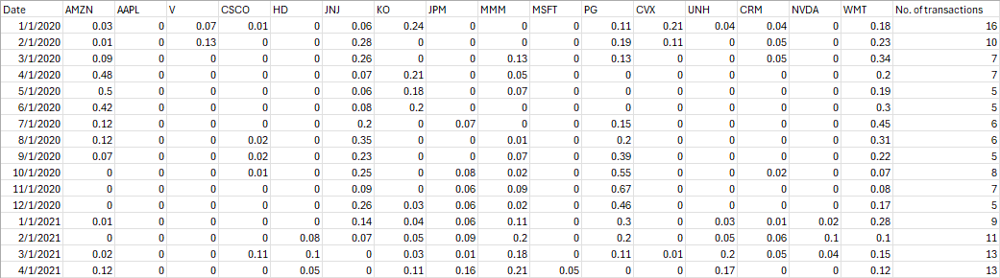 Date AMZN AAPL V CSCO HD JNJ KO JPM MMM MSFT PG CVX UNH CRM NVDA WMT No. of transactions
1/1/2020 0.03 0 0.07 0.01 0 0.06 0.24 0 0 0 0.11 0.21 0.04 0.04 0 0.18 16
2/1/2020 0.01 0 0.13 0 0 0.28 0 0 0 0 0.19 0.11 0 0.05 0 0.23 10
3/1/2020 0.09 0 0 0 0 0.26 0 0 0.13 0 0.13 0 0 0.05 0 0.34 7
4/1/2020 0.48 0 0 0 0 0.07 0.21 0 0.05 0 0 0 0 0 0 0.2 7
5/1/2020 0.5 0 0 0 0 0.06 0.18 0 0.07 0 0 0 0 0 0 0.19 5
6/1/2020 0.42 0 0 0 0 0.08 0.2 0 0 0 0 0 0 0 0 0.3 5
7/1/2020 0.12 0 0 0 0 0.2 0 0.07 0 0 0.15 0 0 0 0 0.45 6
8/1/2020 0.12 0 0 0.02 0 0.35 0 0 0.01 0 0.2 0 0 0 0 0.31 6
9/1/2020 0.07 0 0 0.02 0 0.23 0 0 0.07 0 0.39 0 0 0 0 0.22 5
10/1/2020 0 0 0 0.01 0 0.25 0 0.08 0.02 0 0.55 0 0 0.02 0 0.07 8
11/1/2020 0 0 0 0 0 0.09 0 0.06 0.09 0 0.67 0 0 0 0 0.08 7
12/1/2020 0 0 0 0 0 0.26 0.03 0.06 0.02 0 0.46 0 0 0 0 0.17 5
1/1/2021 0.01 0 0 0 0 0.14 0.04 0.06 0.11 0 0.3 0 0.03 0.01 0.02 0.28 9
2/1/2021 0 0 0 0 0.08 0.07 0.05 0.09 0.2 0 0.2 0 0.05 0.06 0.1 0.1 11
3/1/2021 0.02 0 0 0.11 0.1 0 0.03 0.01 0.18 0 0.11 0.01 0.2 0.05 0.04 0.15 13
4/1/2021 0.12 0 0 0 0.05 0 0.11 0.16 0.21 0.05 0 0 0.17 0 0 0.12 13